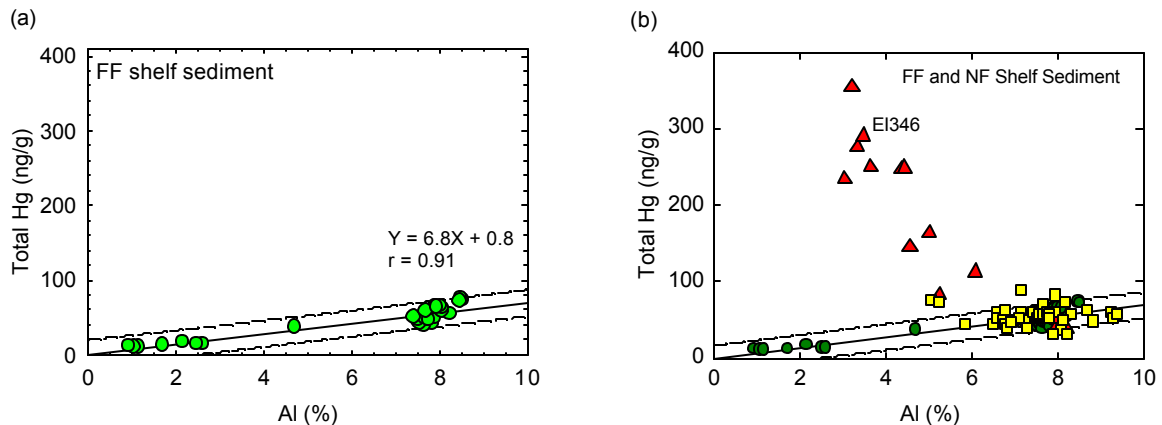 (a)
FF shelf sediment
Y = 6.8X + 0.8
r = 0.91
Total Hg (ng/g)
400
300
200
100
0
0 2 4 6 8 10
Al (%)
(b)
FF and NF Shelf Sediment
EI346
Total Hg (ng/g)
400
300
200
100
0
0 2 4 6 8 10
Al (%)